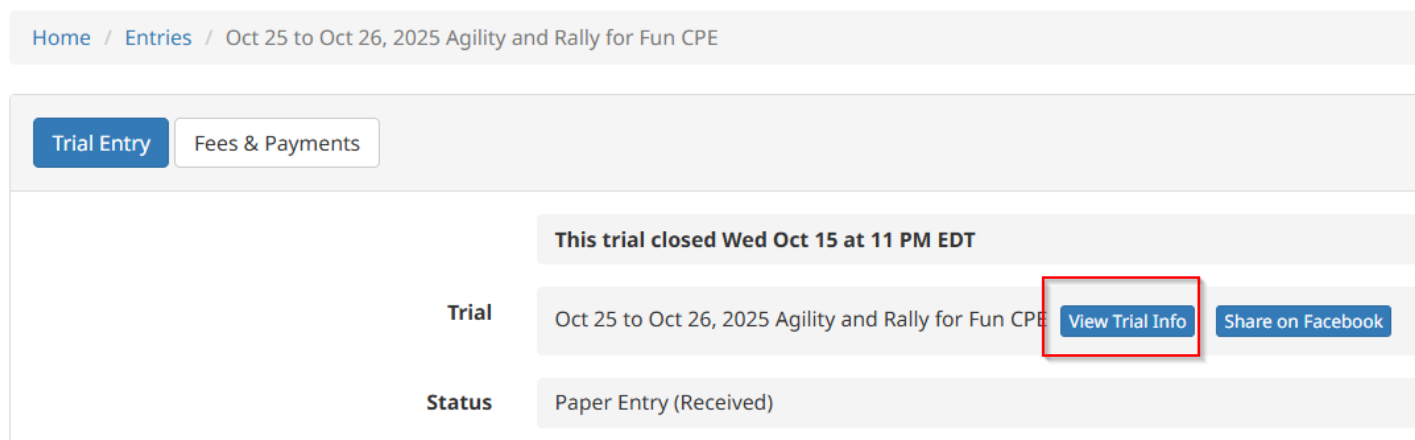 Home / Entries / Oct 25 to Oct 26, 2025 Agility and Rally for Fun CPE
Trial Entry Fees & Payments
This trial closed Wed Oct 15 at 11 PM EDT
Trial Oct 25 to Oct 26, 2025 Agility and Rally for Fun CPE View Trial Info Share on Facebook
Status Paper Entry (Received)